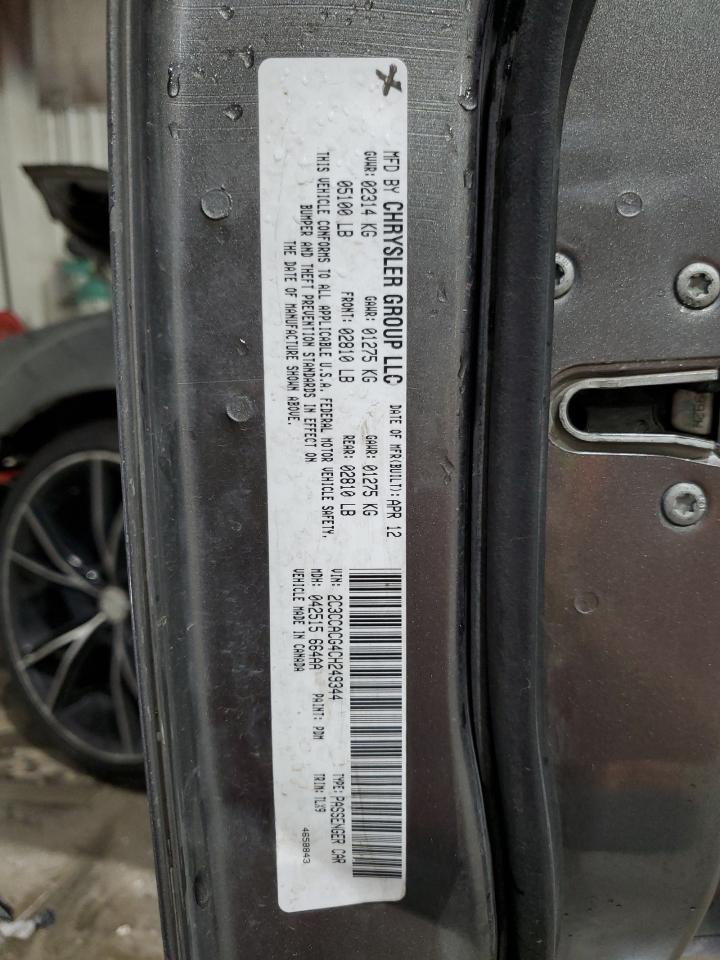 MFD BY CHRYSLER GROUP LLC
DATE OF MFR(BUILT): APR 12
GVWR: 02314 KG GAWR: 01275 KG GAWR: 01275 KG
05100 LB FRONT: 02810 LB REAR: 02810 LB
THIS VEHICLE CONFORMS TO ALL APPLICABLE U.S.A. FEDERAL MOTOR VEHICLE SAFETY,
BUMPER AND THEFT PREVENTION STANDARDS IN EFFECT ON
THE DATE OF MANUFACTURE SHOWN ABOVE.
VIN: 2C3CCACG4CH249344 TYPE: PASSENGER CAR
MDH: 042515 664AA PAINT: PDM TRIM: TLX9
VEHICLE MADE IN CANADA 4658843